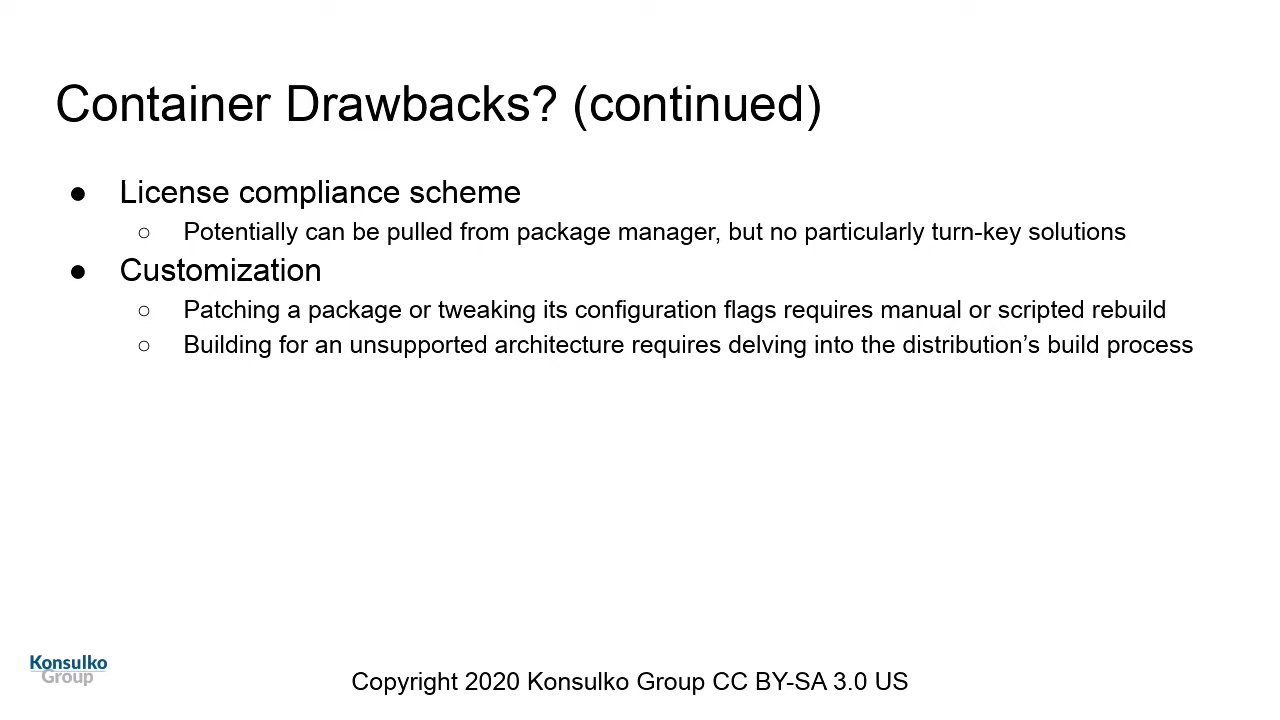 Container Drawbacks? (continued)
● License compliance scheme
○ Potentially can be pulled from package manager, but no particularly turn-key solutions
● Customization
○ Patching a package or tweaking its configuration flags requires manual or scripted rebuild
○ Building for an unsupported architecture requires delving into the distribution’s build process
Konsulko
Group
Copyright 2020 Konsulko Group CC BY-SA 3.0 US